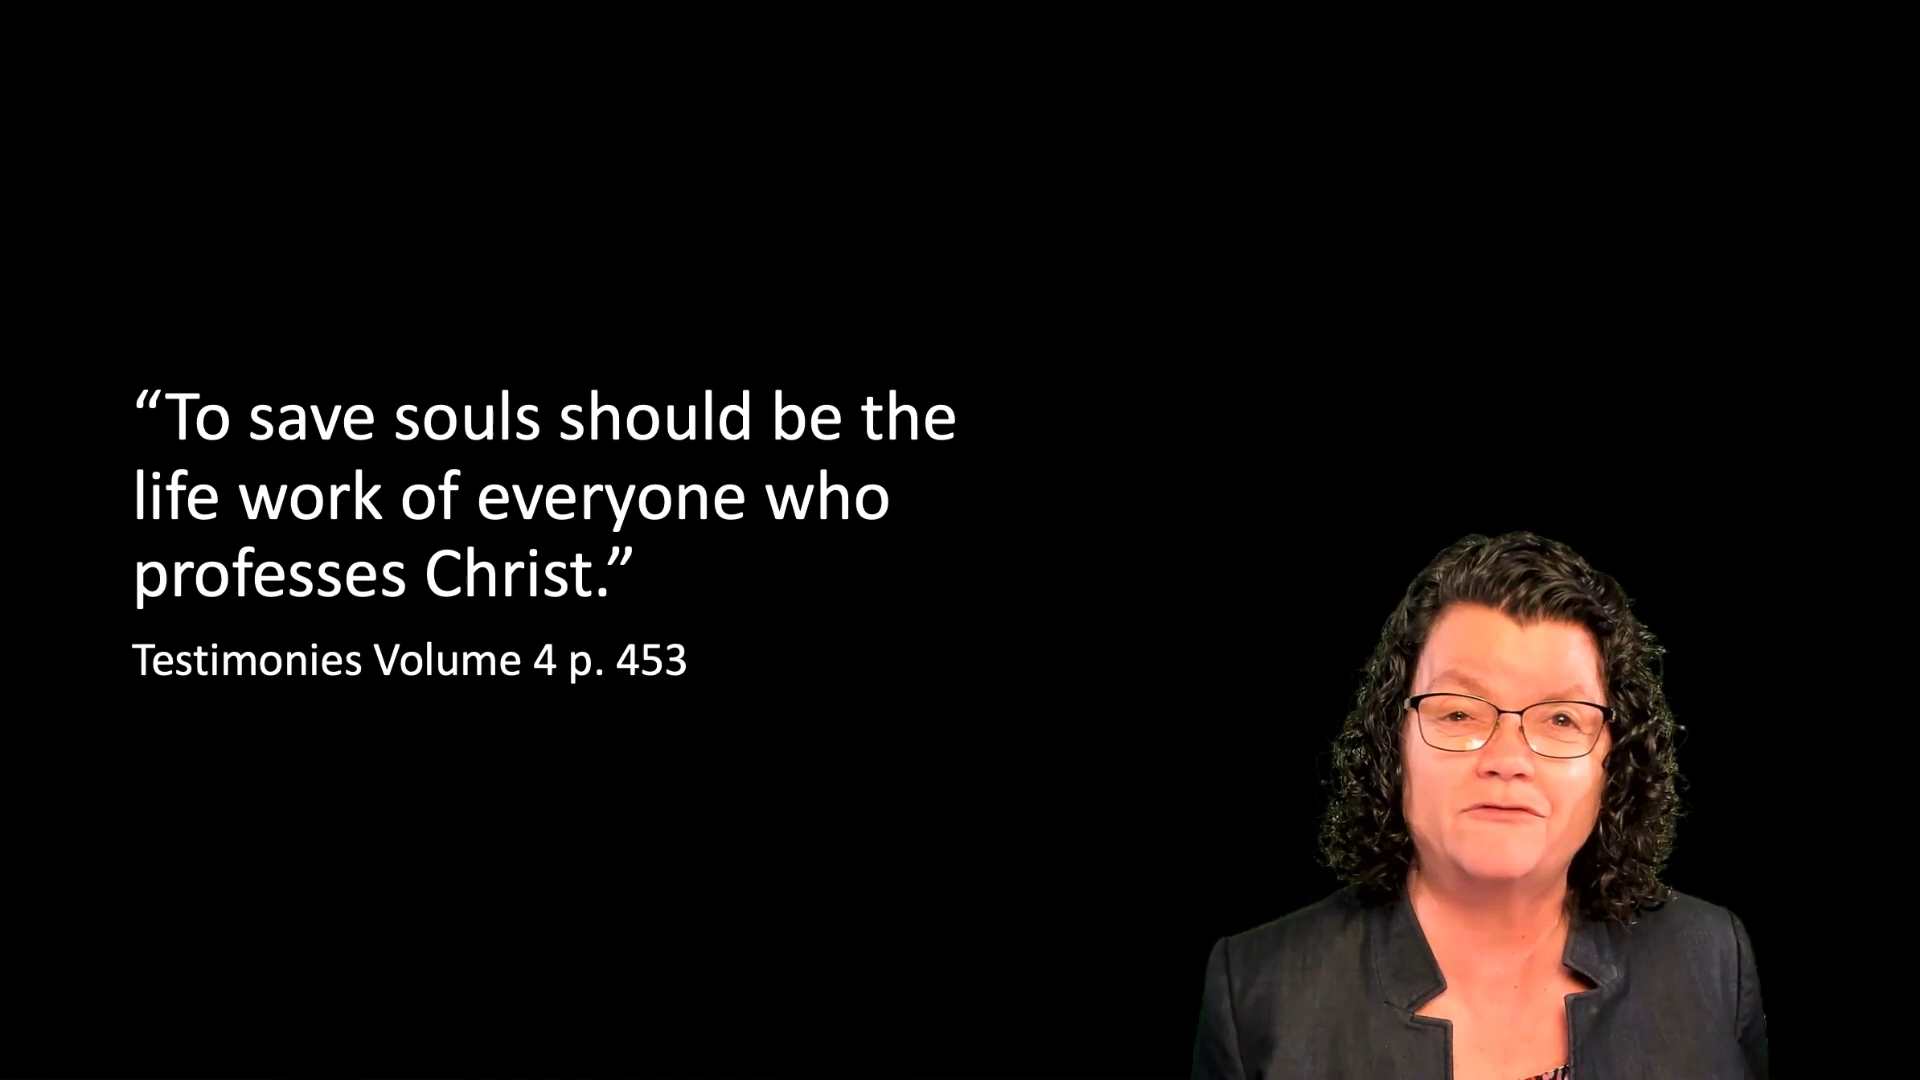 “To save souls should be the
life work of everyone who
professes Christ.”
Testimonies Volume 4 p. 453